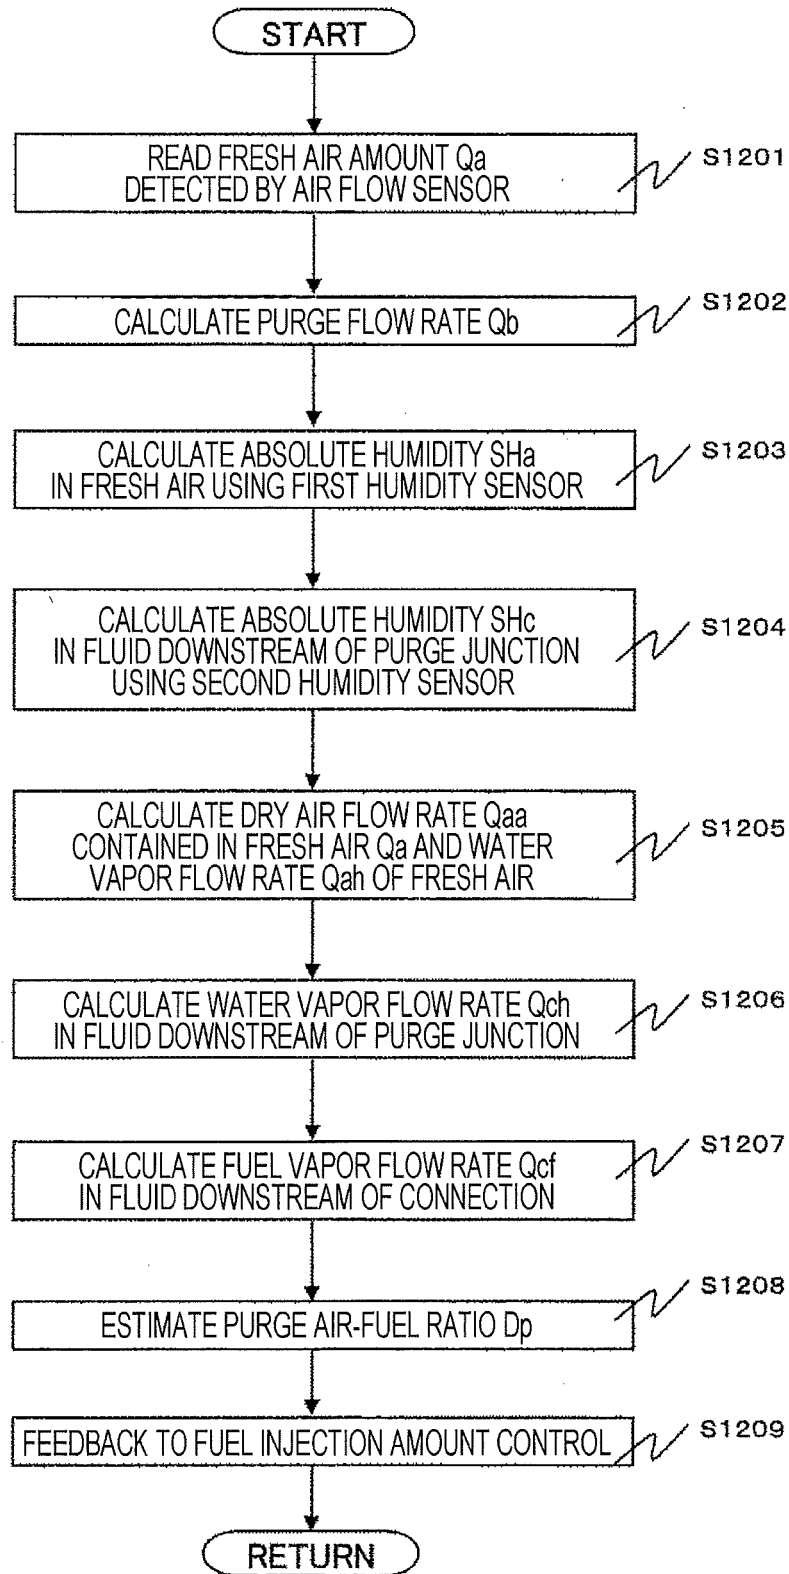 START
READ FRESH AIR AMOUNT Qa
DETECTED BY AIR FLOW SENSOR
S1201
CALCULATE PURGE FLOW RATE Qb
S1202
CALCULATE ABSOLUTE HUMIDITY SHa
IN FRESH AIR USING FIRST HUMIDITY SENSOR
S1203
CALCULATE ABSOLUTE HUMIDITY SHc
IN FLUID DOWNSTREAM OF PURGE JUNCTION
USING SECOND HUMIDITY SENSOR
S1204
CALCULATE DRY AIR FLOW RATE Qaa
CONTAINED IN FRESH AIR Qa AND WATER
VAPOR FLOW RATE Qah OF FRESH AIR
S1205
CALCULATE WATER VAPOR FLOW RATE Qch
IN FLUID DOWNSTREAM OF PURGE JUNCTION
S1206
CALCULATE FUEL VAPOR FLOW RATE Qcf
IN FLUID DOWNSTREAM OF CONNECTION
S1207
ESTIMATE PURGE AIR-FUEL RATIO Dp
S1208
FEEDBACK TO FUEL INJECTION AMOUNT CONTROL
S1209
RETURN